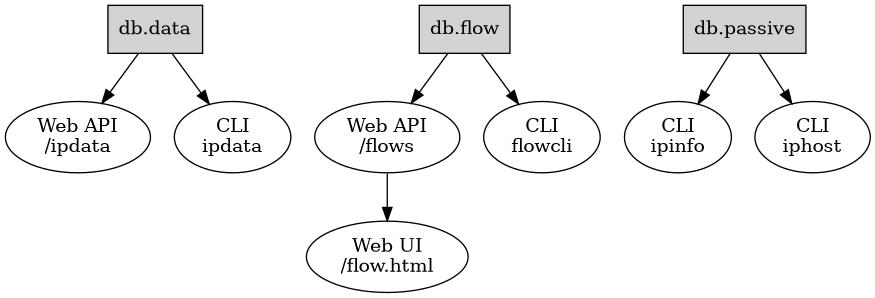 db.data
db.flow
db.passive
Web API
/ipdata
CLI
ipdata
Web API
/flows
CLI
flowcli
CLI
ipinfo
CLI
iphost
Web UI
/flow.html